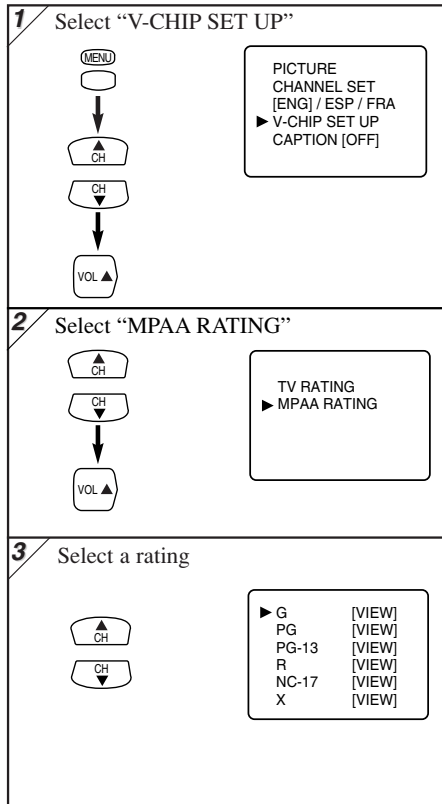 1 Select “V-CHIP SET UP”
MENU
CH
CH
VOL
PICTURE
CHANNEL SET
[ENG] / ESP / FRA
V-CHIP SET UP
CAPTION [OFF]
2 Select “MPAA RATING”
CH
CH
VOL
TV RATING
MPAA RATING
3 Select a rating
CH
CH
G [VIEW]
PG [VIEW]
PG-13 [VIEW]
R [VIEW]
NC-17 [VIEW]
X [VIEW]